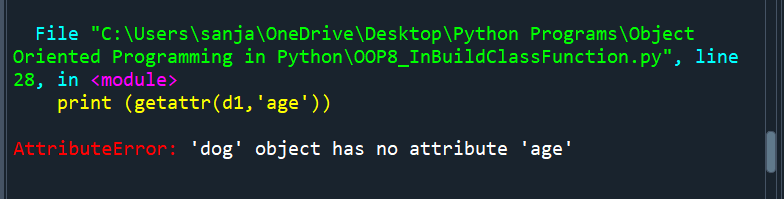 File "C:\Users\sanja\OneDrive\Desktop\Python Programs\Object
Oriented Programming in Python\OOP8_InBuildClassFunction.py", line
28, in <module>
print (getattr(d1,'age'))
AttributeError: 'dog' object has no attribute 'age'